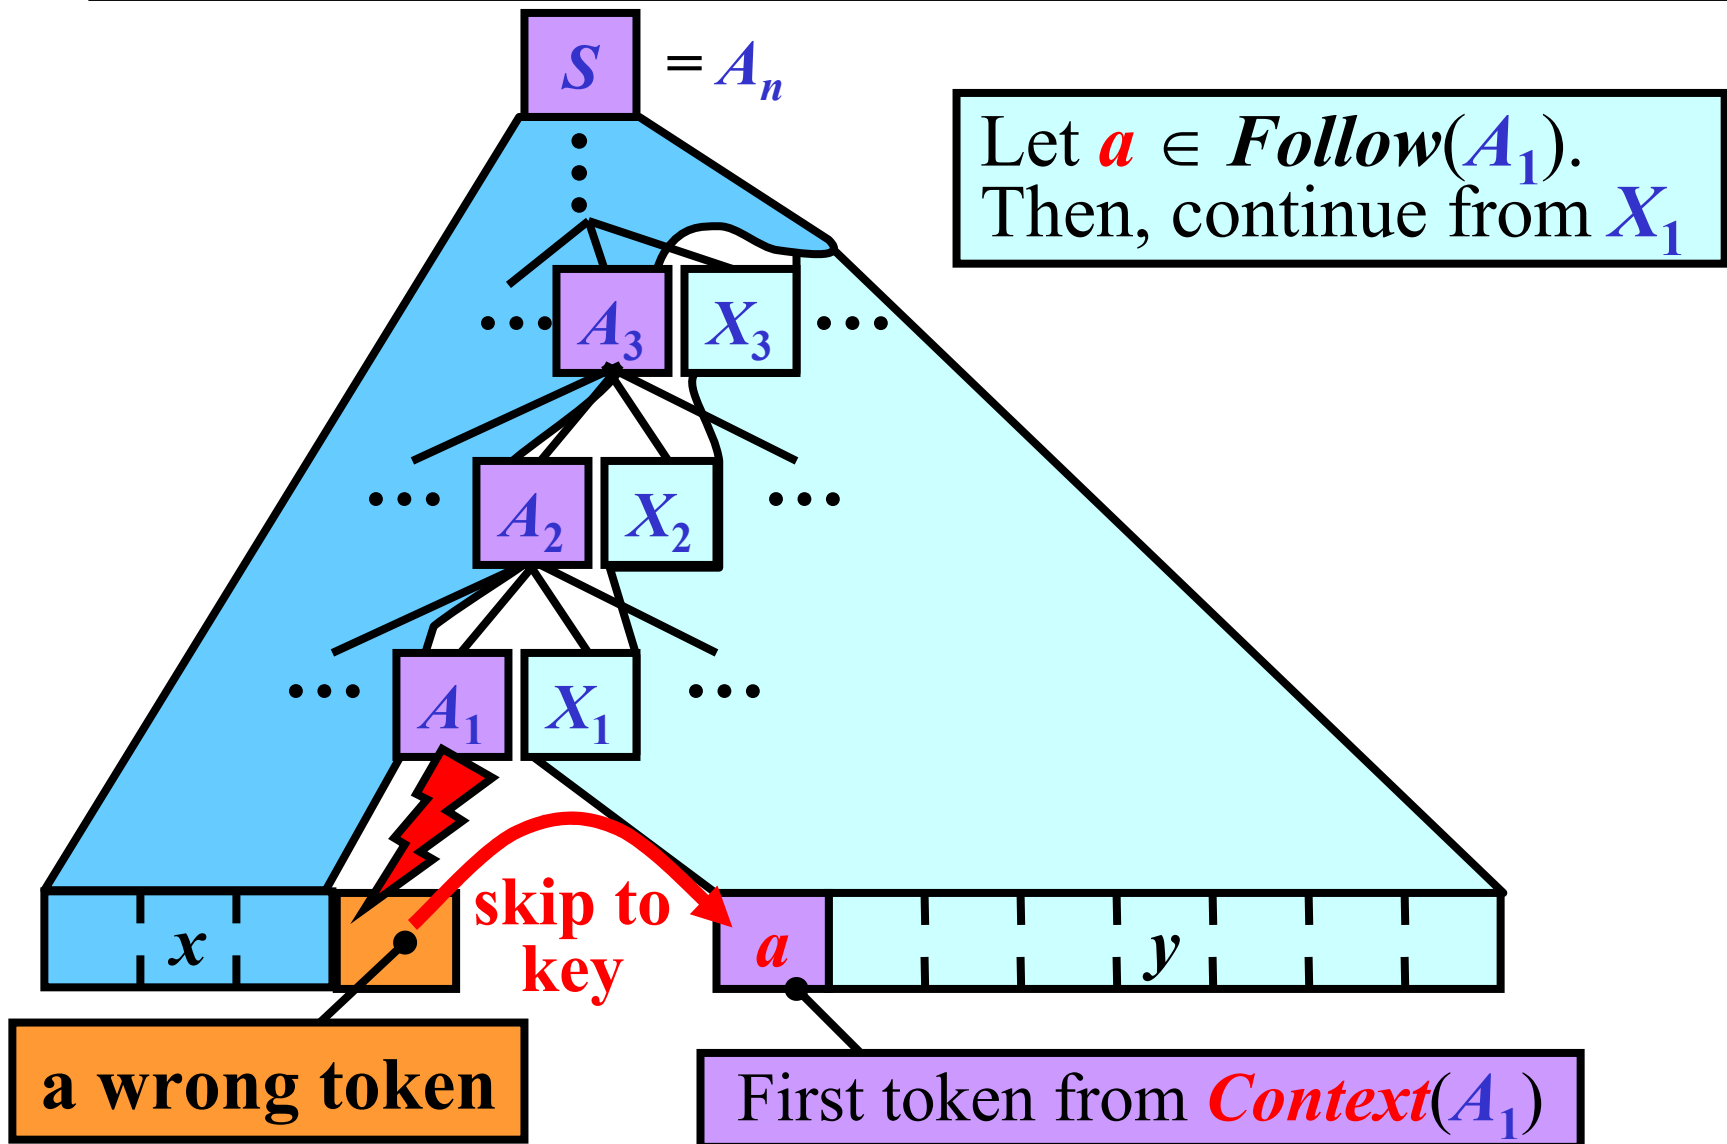 S = Aₙ
Let a ∈ Follow(A₁).
Then, continue from X₁
••• A₃ X₃ •••
••• A₂ X₂ •••
••• A₁ X₁ •••
skip to
key
x a y
a wrong token
First token from Context(A₁)